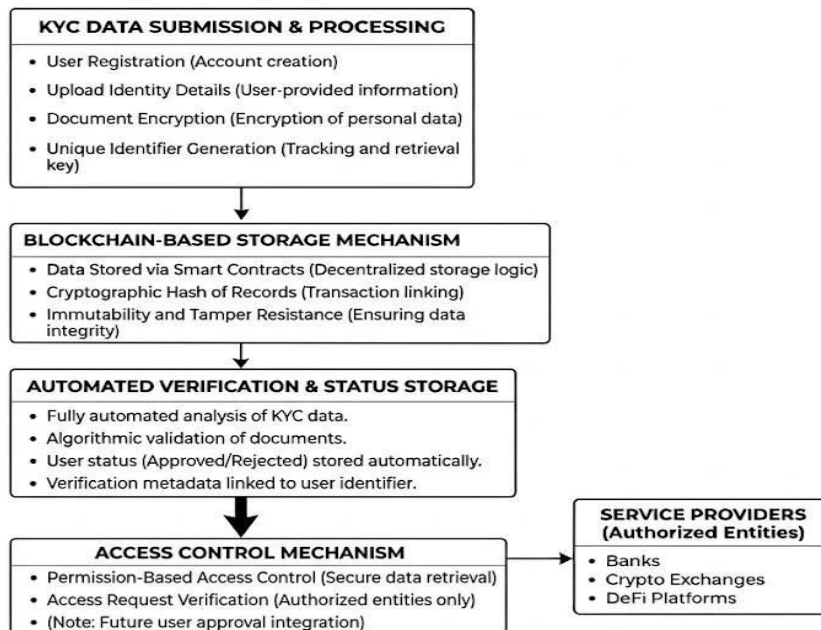 KYC DATA SUBMISSION & PROCESSING
• User Registration (Account creation)
• Upload Identity Details (User-provided information)
• Document Encryption (Encryption of personal data)
• Unique Identifier Generation (Tracking and retrieval
key)
BLOCKCHAIN-BASED STORAGE MECHANISM
• Data Stored via Smart Contracts (Decentralized storage logic)
• Cryptographic Hash of Records (Transaction linking)
• Immutability and Tamper Resistance (Ensuring data
integrity)
AUTOMATED VERIFICATION & STATUS STORAGE
• Fully automated analysis of KYC data.
• Algorithmic validation of documents.
• User status (Approved/Rejected) stored automatically.
• Verification metadata linked to user identifier.
ACCESS CONTROL MECHANISM
• Permission-Based Access Control (Secure data retrieval)
• Access Request Verification (Authorized entities only)
• (Note: Future user approval integration)
SERVICE PROVIDERS
(Authorized Entities)
• Banks
• Crypto Exchanges
• DeFi Platforms